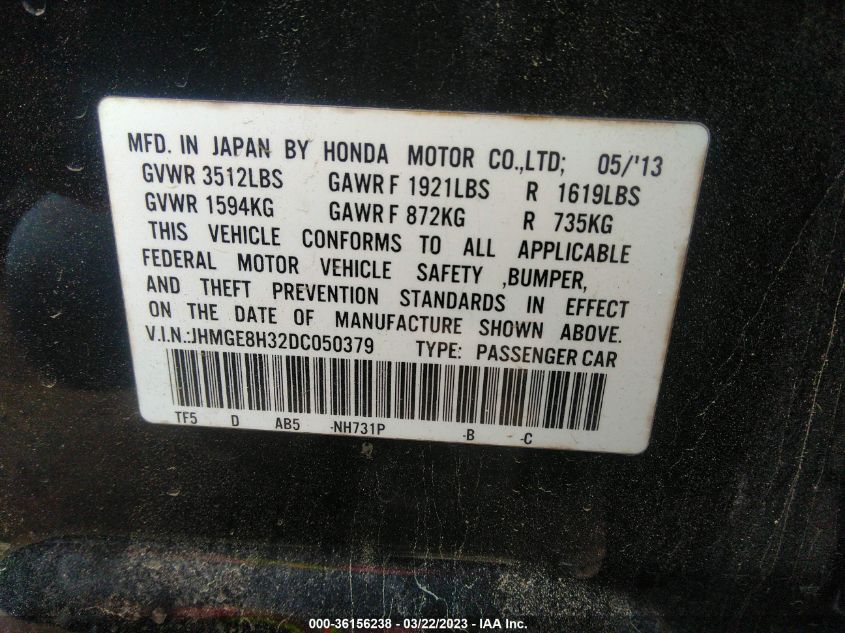 MFD. IN JAPAN BY HONDA MOTOR CO.,LTD; 05/'13
GVWR 3512LBS GAWR F 1921LBS R 1619LBS
GVWR 1594KG GAWR F 872KG R 735KG
THIS VEHICLE CONFORMS TO ALL APPLICABLE
FEDERAL MOTOR VEHICLE SAFETY ,BUMPER,
AND THEFT PREVENTION STANDARDS IN EFFECT
ON THE DATE OF MANUFACTURE SHOWN ABOVE.
V.I.N.:JHMGE8H32DC050379 TYPE: PASSENGER CAR
TF5 D AB5 -NH731P -B -C
000-36156238 - 03/22/2023 - IAA Inc.